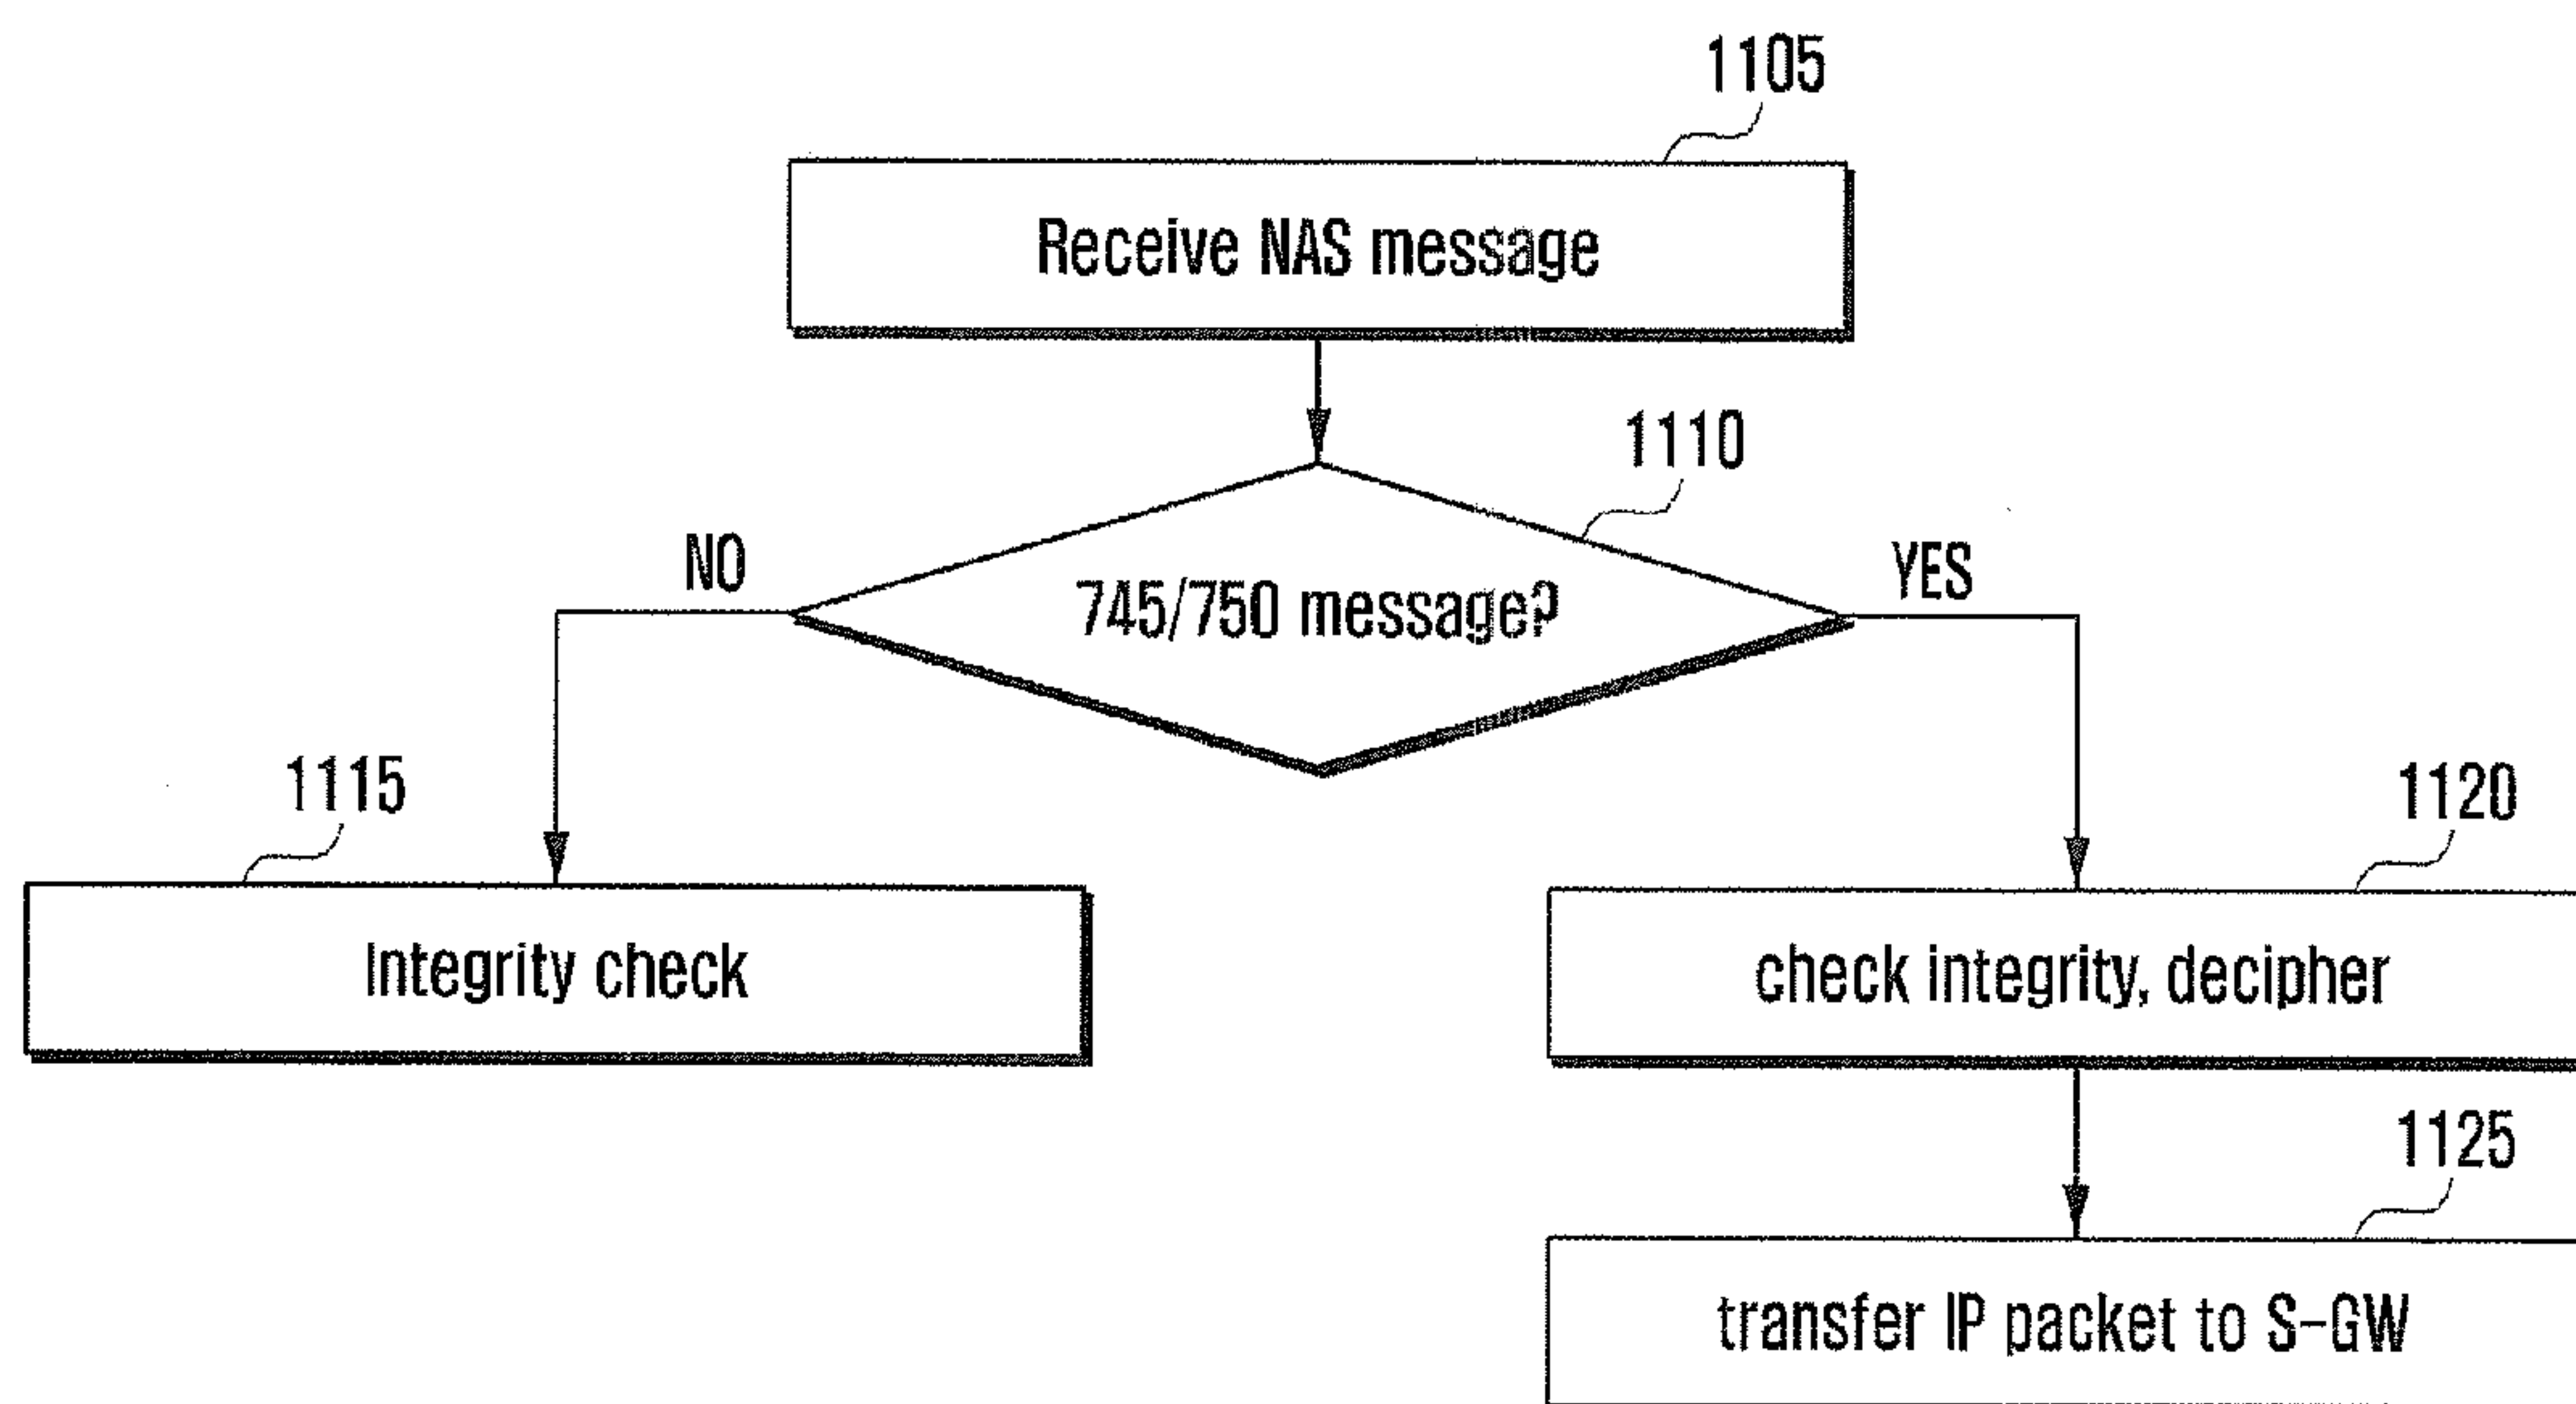 1105
Receive NAS message
1110
NO
745/750 message?
YES
1115
1120
Integrity check
check integrity, decipher
1125
transfer IP packet to S-GW